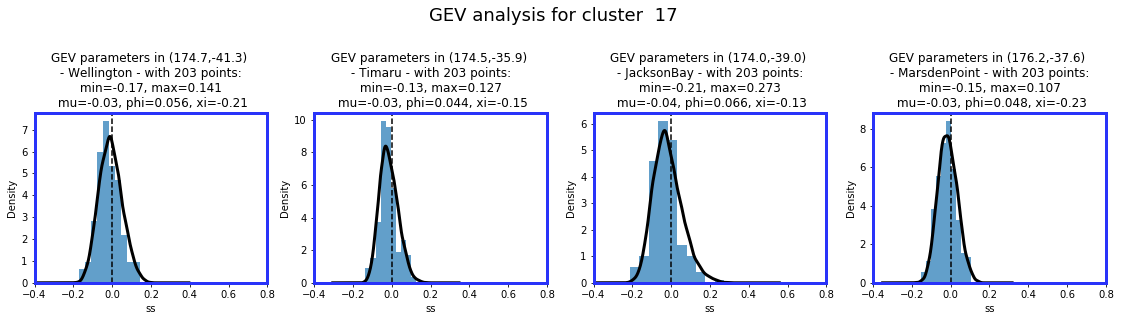 GEV analysis for cluster  17
GEV parameters in (174.7,-41.3)
- Wellington - with 203 points:
min=-0.17, max=0.141
mu=-0.03, phi=0.056, xi=-0.21
Density
7
6
5
4
3
2
1
0
−0.4 −0.2 0.0 0.2 0.4 0.6 0.8
ss
GEV parameters in (174.5,-35.9)
- Timaru - with 203 points:
min=-0.13, max=0.127
mu=-0.03, phi=0.044, xi=-0.15
Density
10
8
6
4
2
0
−0.4 −0.2 0.0 0.2 0.4 0.6 0.8
ss
GEV parameters in (174.0,-39.0)
- JacksonBay - with 203 points:
min=-0.21, max=0.273
mu=-0.04, phi=0.066, xi=-0.13
Density
6
5
4
3
2
1
0
−0.4 −0.2 0.0 0.2 0.4 0.6 0.8
ss
GEV parameters in (176.2,-37.6)
- MarsdenPoint - with 203 points:
min=-0.15, max=0.107
mu=-0.03, phi=0.048, xi=-0.23
Density
8
6
4
2
0
−0.4 −0.2 0.0 0.2 0.4 0.6 0.8
ss